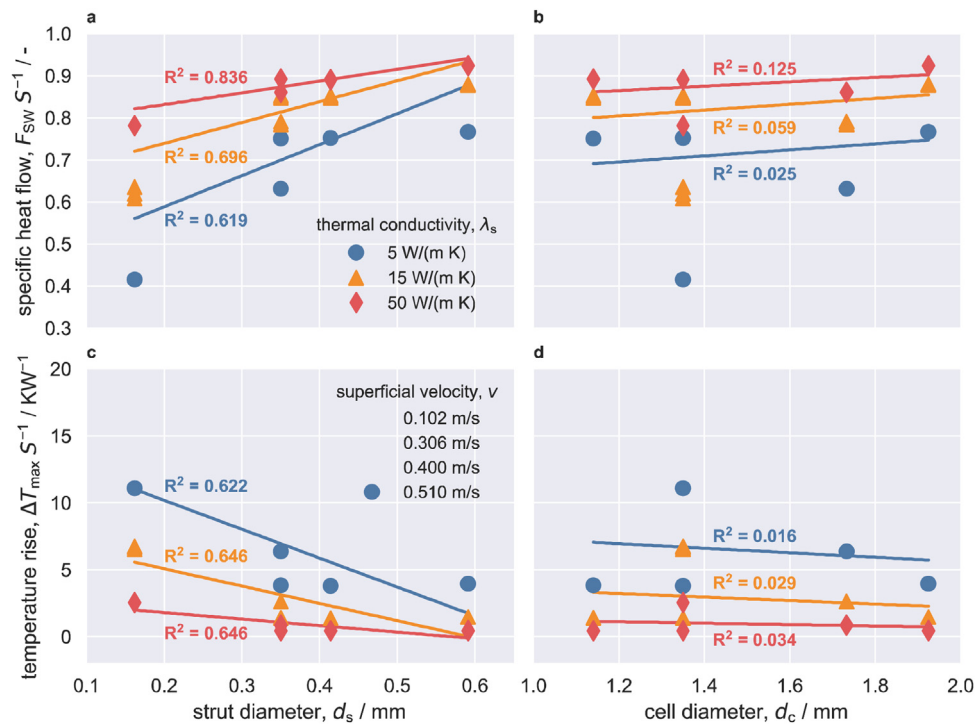 a
b
specific heat flow, F_SW S⁻¹ / -
1.0
0.9
0.8
0.7
0.6
0.5
0.4
0.3
R² = 0.836
R² = 0.696
R² = 0.619
thermal conductivity, λ_s
5 W/(m K)
15 W/(m K)
50 W/(m K)
R² = 0.125
R² = 0.059
R² = 0.025
c
d
temperature rise, ΔT_max S⁻¹ / KW⁻¹
20
15
10
5
0
superficial velocity, v
0.102 m/s
0.306 m/s
0.400 m/s
0.510 m/s
R² = 0.622
R² = 0.646
R² = 0.646
R² = 0.016
R² = 0.029
R² = 0.034
0.1 0.2 0.3 0.4 0.5 0.6
strut diameter, d_s / mm
1.0 1.2 1.4 1.6 1.8 2.0
cell diameter, d_c / mm